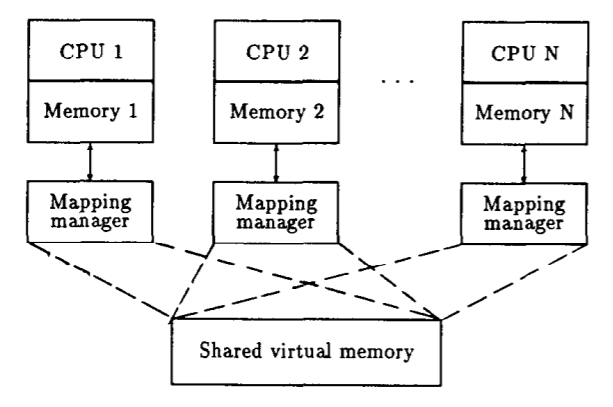 CPU 1
CPU 2
. . .
CPU N
Memory 1
Memory 2
Memory N
Mapping
manager
Mapping
manager
Mapping
manager
Shared virtual memory